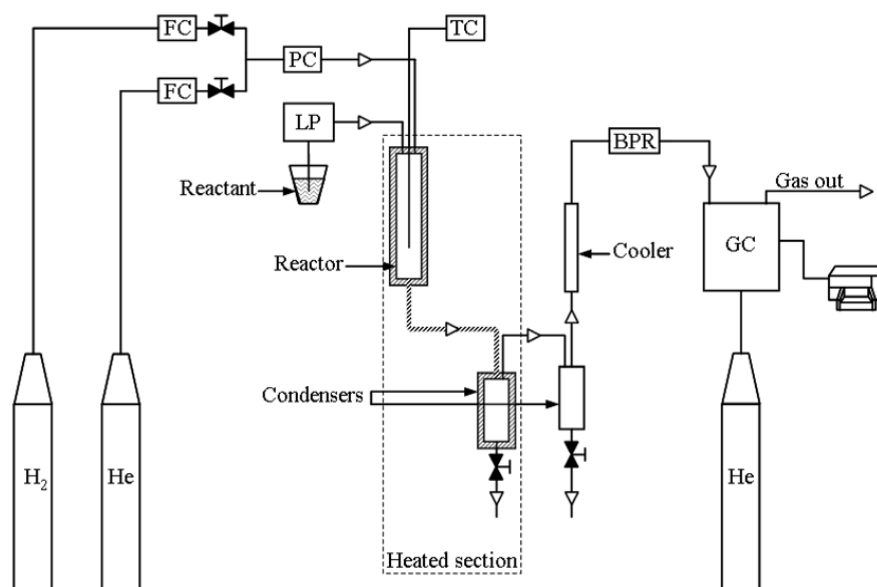 FC
TC
PC
FC
LP
BPR
Reactant
Gas out
GC
Reactor
Cooler
Condensers
H₂
He
He
Heated section